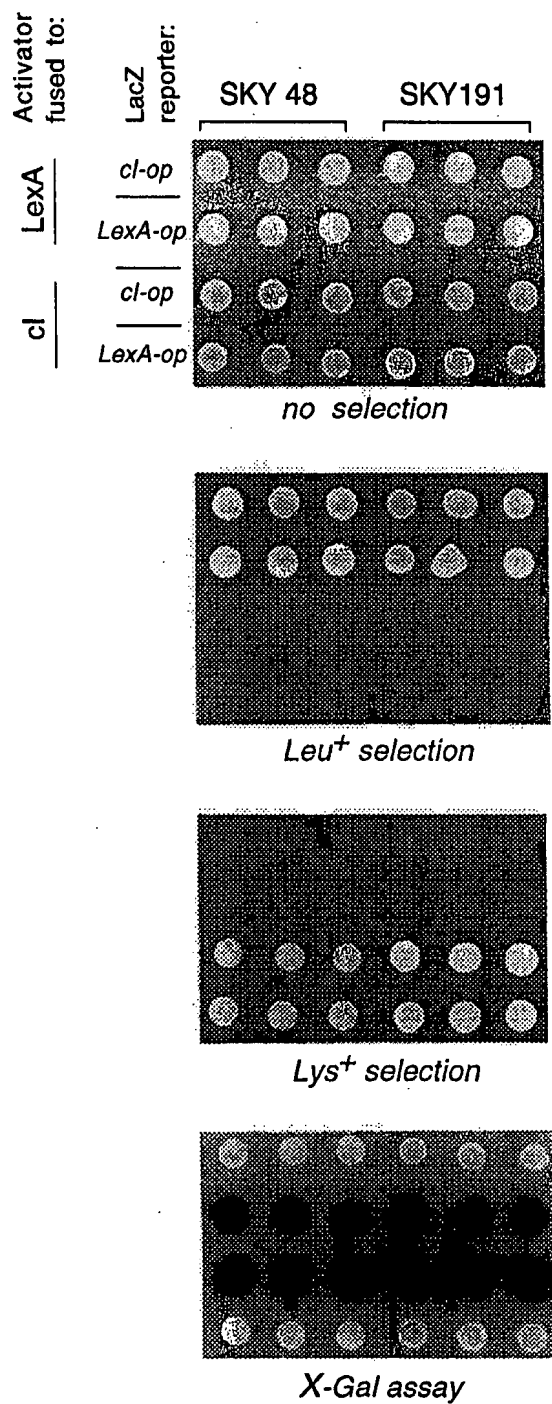 Activator
fused to:
LacZ
reporter:
SKY 48
SKY191
LexA
cI-op
LexA-op
cI
cI-op
LexA-op
no selection
Leu+ selection
Lys+ selection
X-Gal assay